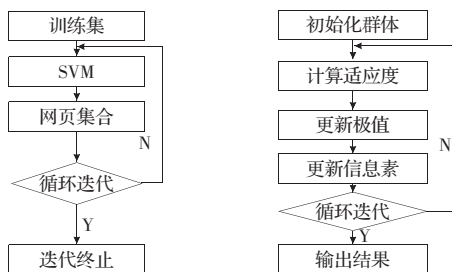 训练集
SVM
网页集合
N
循环迭代
Y
迭代终止
初始化群体
计算适应度
更新极值
N
更新信息素
循环迭代
Y
输出结果